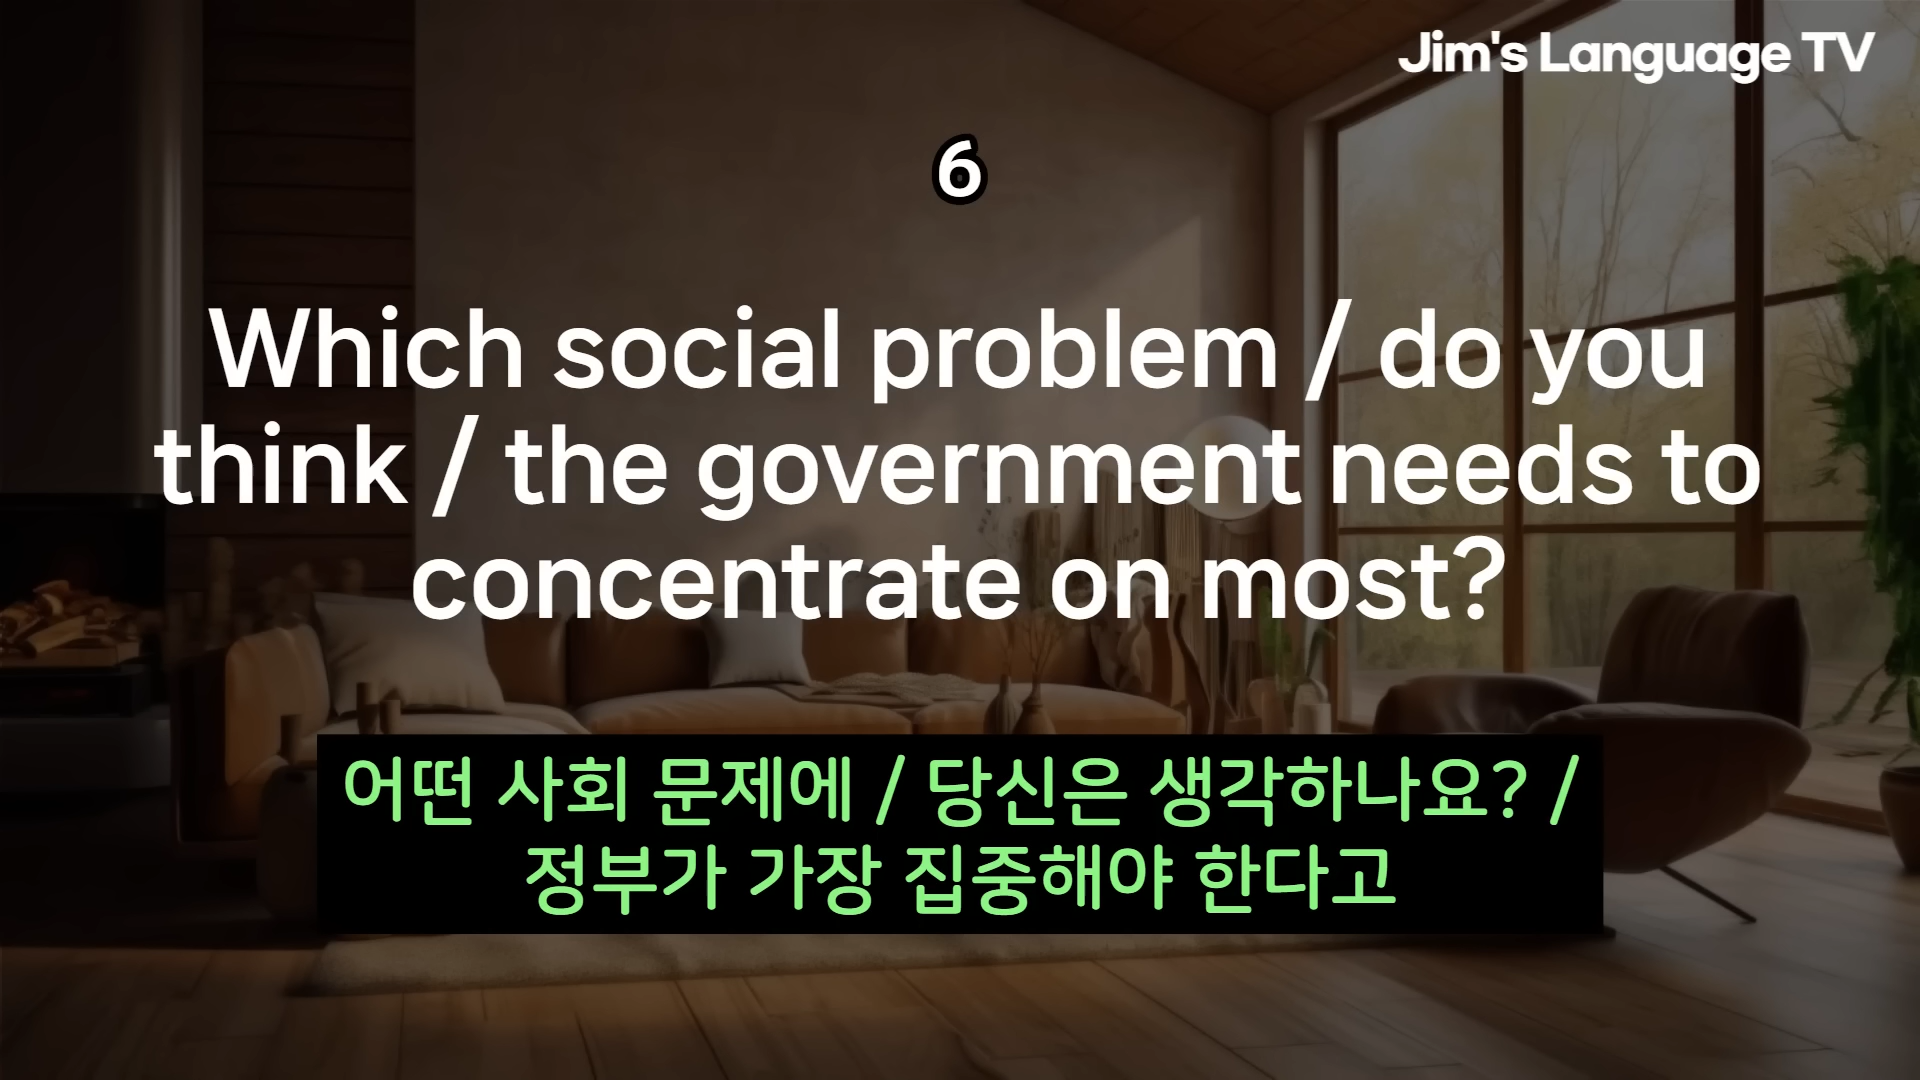 Jim's Language TV
6
Which social problem / do you
think / the government needs to
concentrate on most?
어떤 사회 문제에 / 당신은 생각하나요? /
정부가 가장 집중해야 한다고